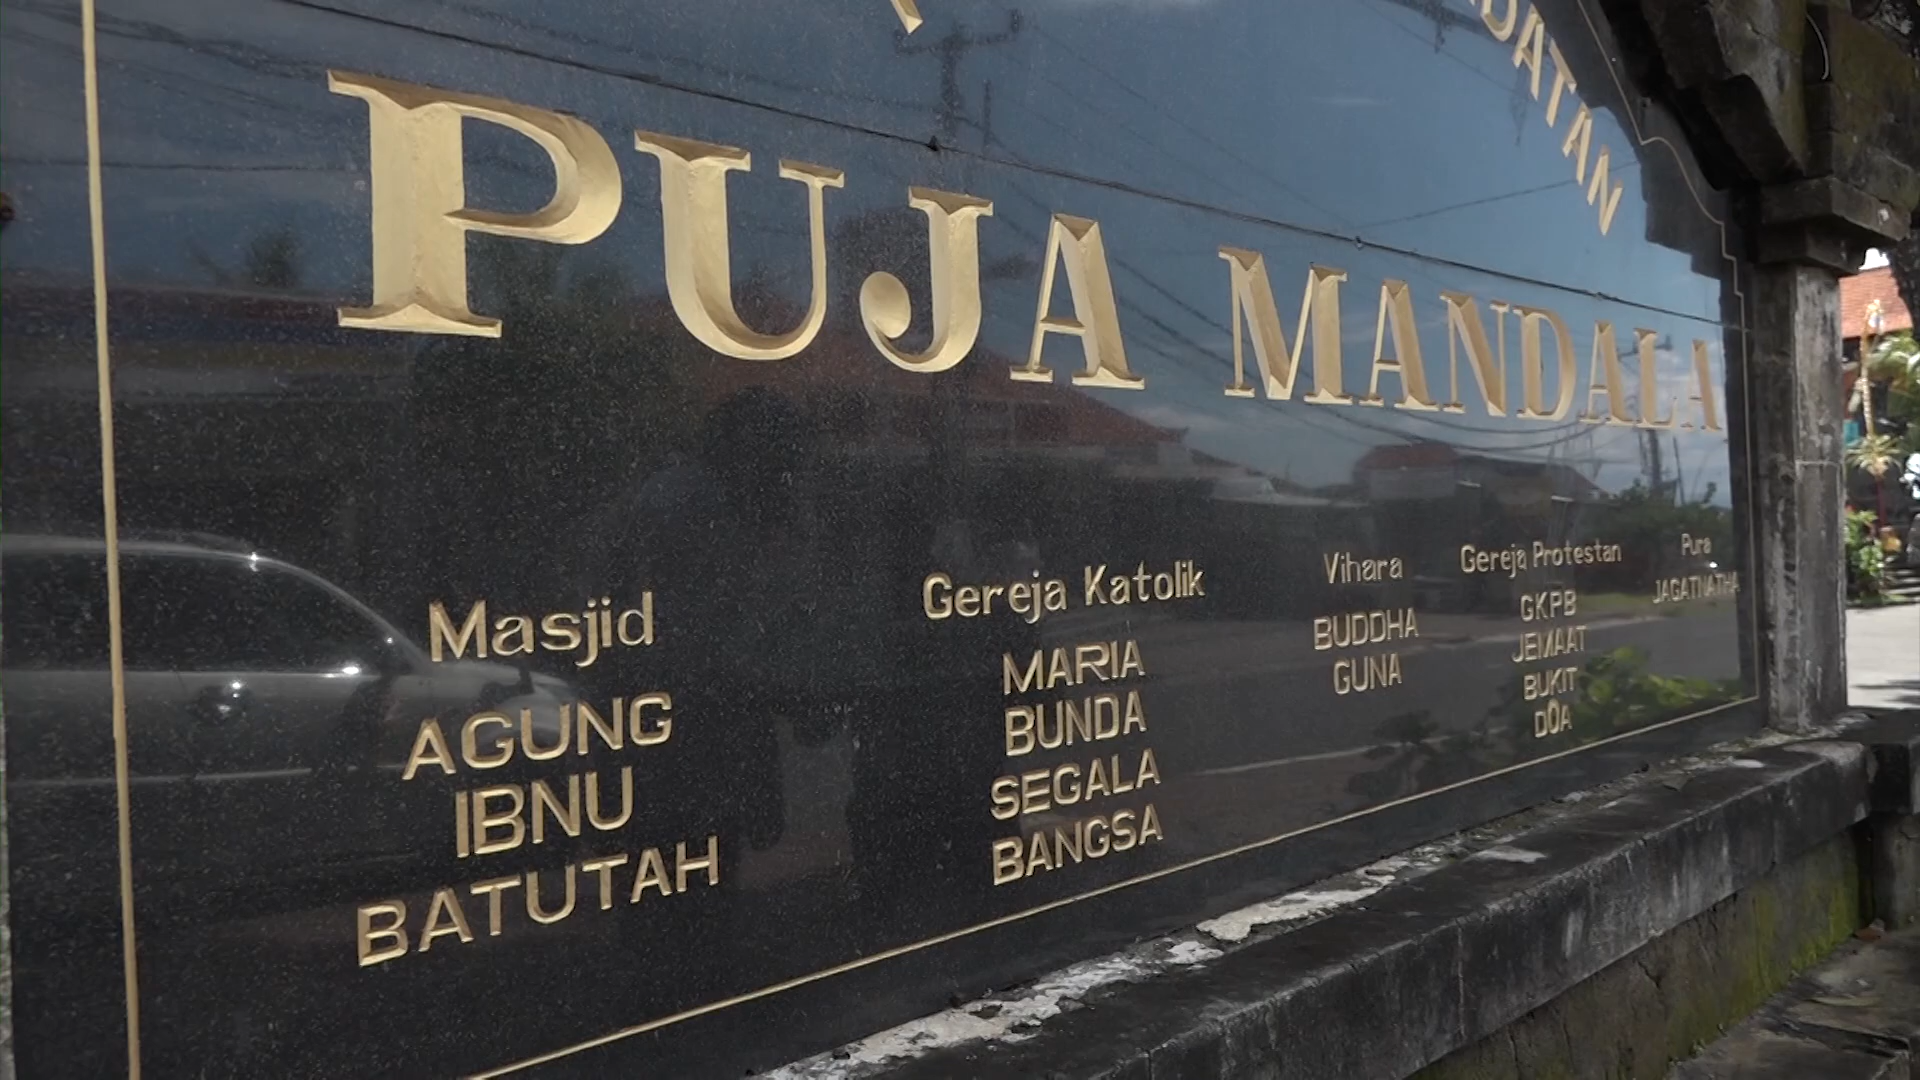 PUJA MANDALA
Masjid
AGUNG
IBNU
BATUTAH
Gereja Katolik
MARIA
BUNDA
SEGALA
BANGSA
Vihara
BUDDHA
GUNA
Gereja Protestan
GKPB
JEMAAT
BUKIT
DOA
Pura
JAGATNATHA